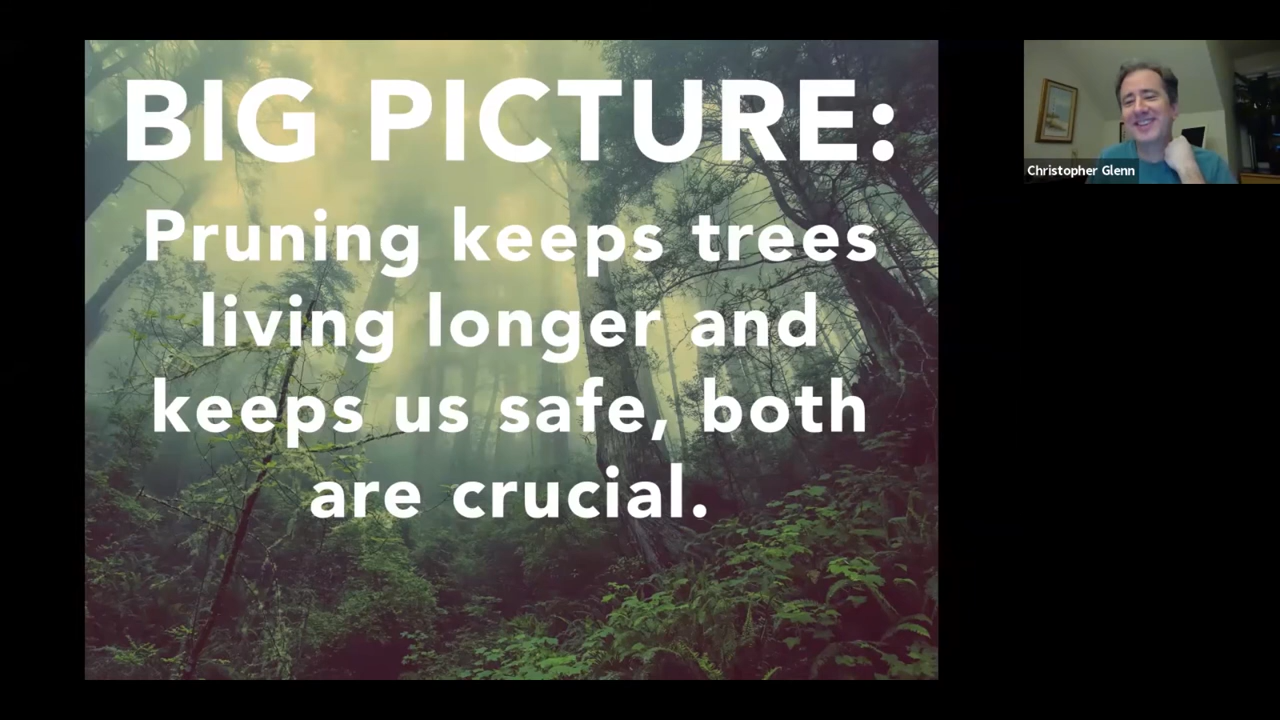 BIG PICTURE:
Pruning keeps trees
living longer and
keeps us safe, both
are crucial.
Christopher Glenn